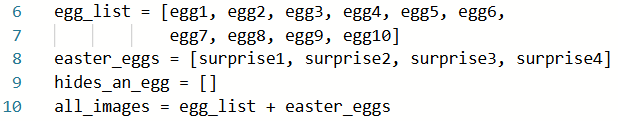 6 egg_list = [egg1, egg2, egg3, egg4, egg5, egg6,
7 egg7, egg8, egg9, egg10]
8 easter_eggs = [surprise1, surprise2, surprise3, surprise4]
9 hides_an_egg = []
10 all_images = egg_list + easter_eggs